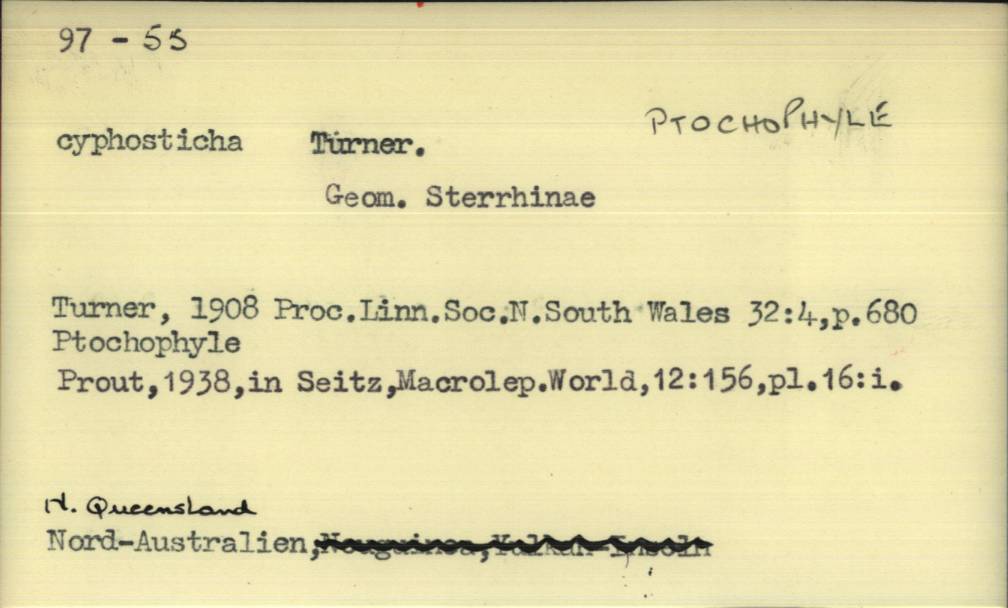 97 - 55
PTOCHOPHYLE
cyphosticha Turner.
Geom. Sterrhinae
Turner, 1908 Proc.Linn.Soc.N.South Wales 32:4,p.680
Ptochophyle
Prout,1938,in Seitz,Macrolep.World,12:156,pl.16:i.
N. Queensland
Nord-Australien,